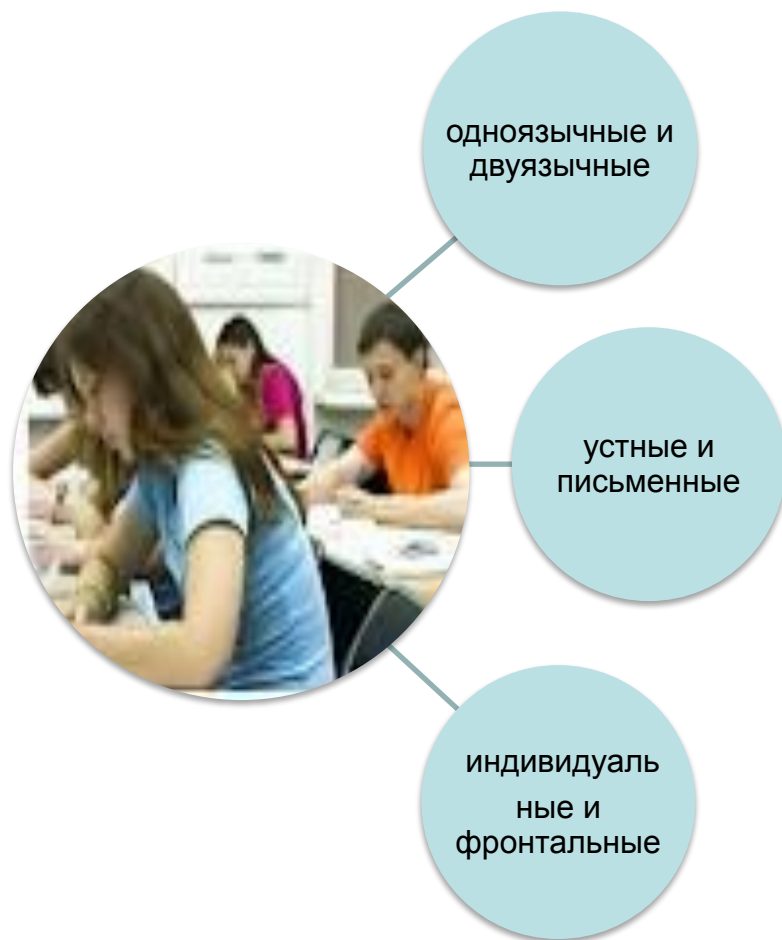 одноязычные и
двуязычные
устные и
письменные
индивидуаль
ные и
фронтальные